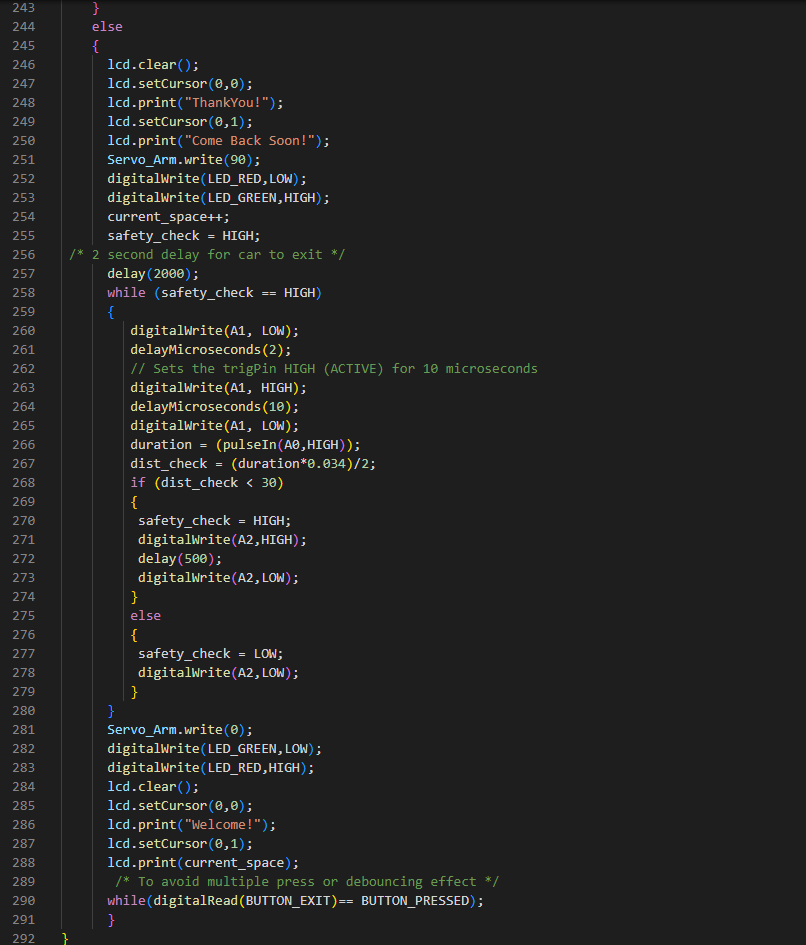 243 }
244 else
245 {
246 lcd.clear();
247 lcd.setCursor(0,0);
248 lcd.print("ThankYou!");
249 lcd.setCursor(0,1);
250 lcd.print("Come Back Soon!");
251 Servo_Arm.write(90);
252 digitalWrite(LED_RED,LOW);
253 digitalWrite(LED_GREEN,HIGH);
254 current_space++;
255 safety_check = HIGH;
256 /* 2 second delay for car to exit */
257 delay(2000);
258 while (safety_check == HIGH)
259 {
260 digitalWrite(A1, LOW);
261 delayMicroseconds(2);
262 // Sets the trigPin HIGH (ACTIVE) for 10 microseconds
263 digitalWrite(A1, HIGH);
264 delayMicroseconds(10);
265 digitalWrite(A1, LOW);
266 duration = (pulseIn(A0,HIGH));
267 dist_check = (duration*0.034)/2;
268 if (dist_check < 30)
269 {
270 safety_check = HIGH;
271 digitalWrite(A2,HIGH);
272 delay(500);
273 digitalWrite(A2,LOW);
274 }
275 else
276 {
277 safety_check = LOW;
278 digitalWrite(A2,LOW);
279 }
280 }
281 Servo_Arm.write(0);
282 digitalWrite(LED_GREEN,LOW);
283 digitalWrite(LED_RED,HIGH);
284 lcd.clear();
285 lcd.setCursor(0,0);
286 lcd.print("Welcome!");
287 lcd.setCursor(0,1);
288 lcd.print(current_space);
289 /* To avoid multiple press or debouncing effect */
290 while(digitalRead(BUTTON_EXIT)== BUTTON_PRESSED);
291 }
292 }